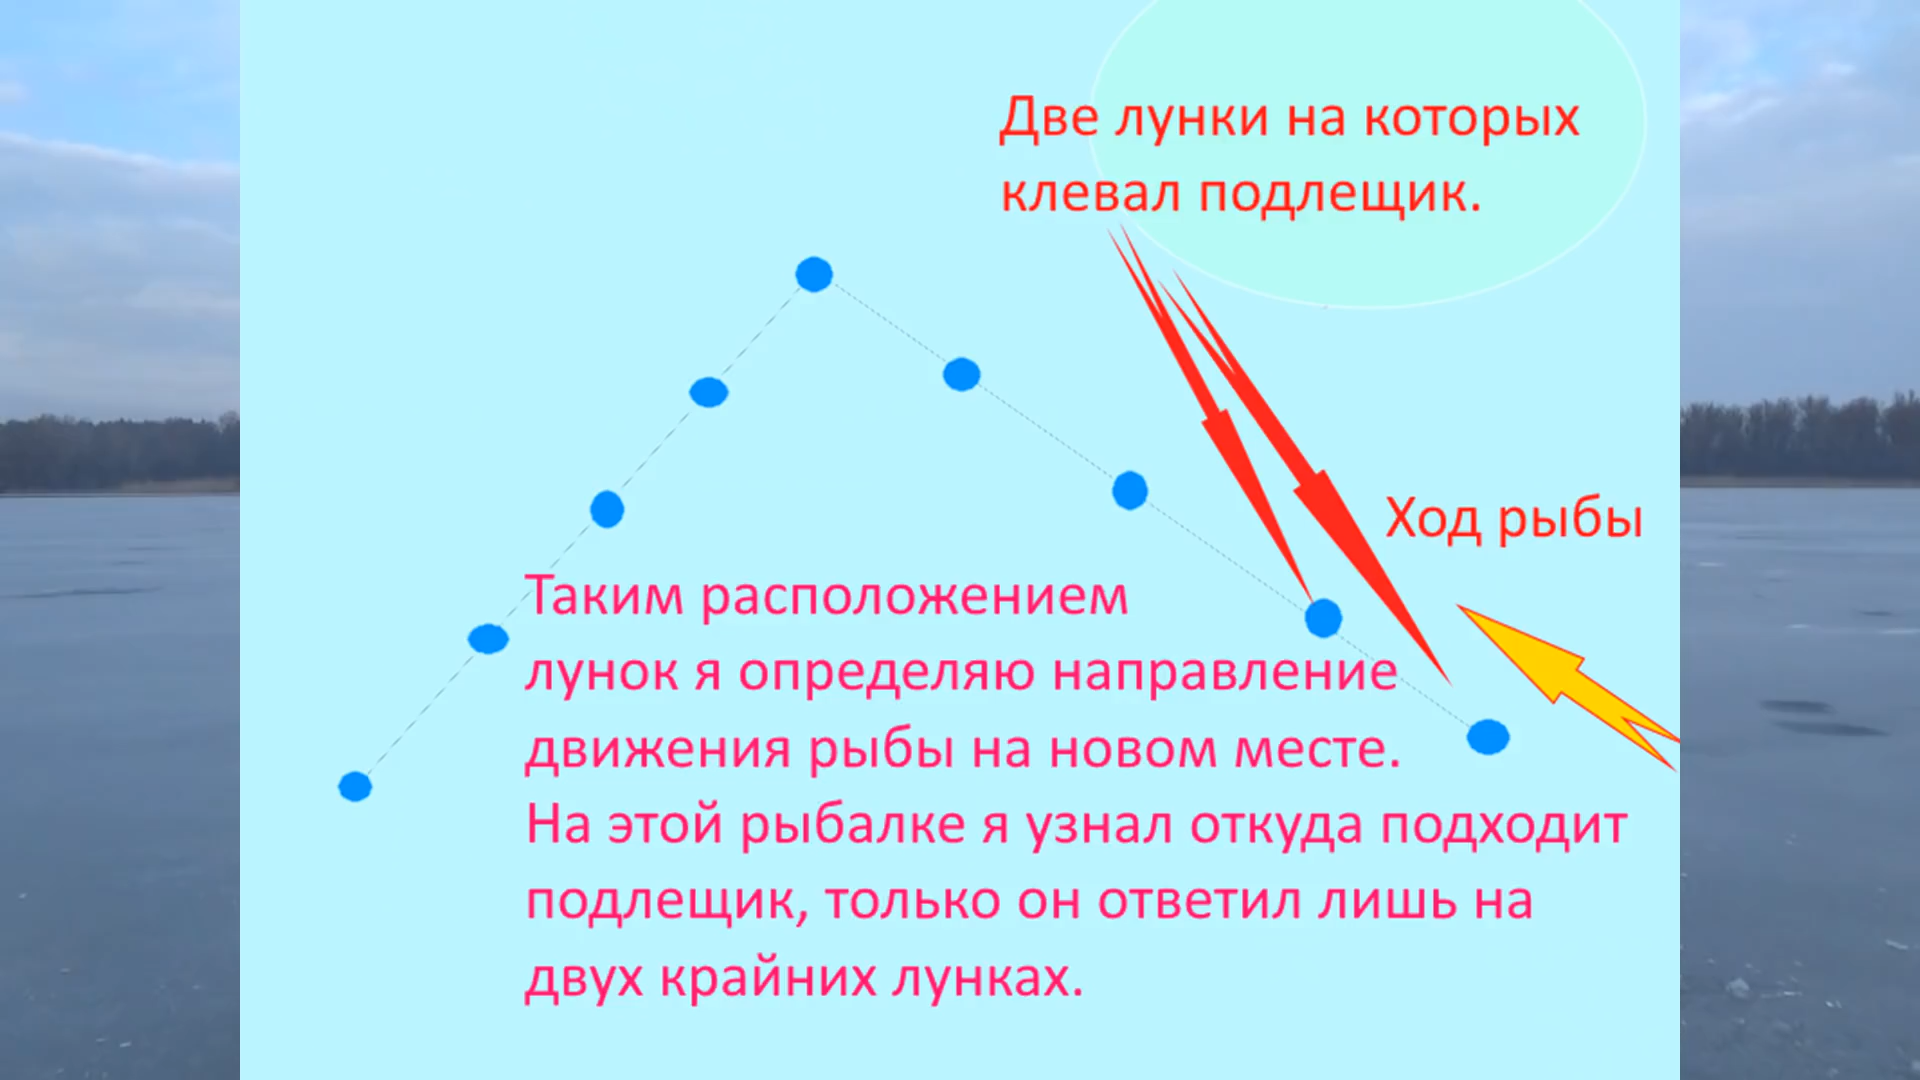 Две лунки на которых
клевал подлещик.
Ход рыбы
Таким расположением
лунок я определяю направление
движения рыбы на новом месте.
На этой рыбалке я узнал откуда подходит
подлещик, только он ответил лишь на
двух крайних лунках.